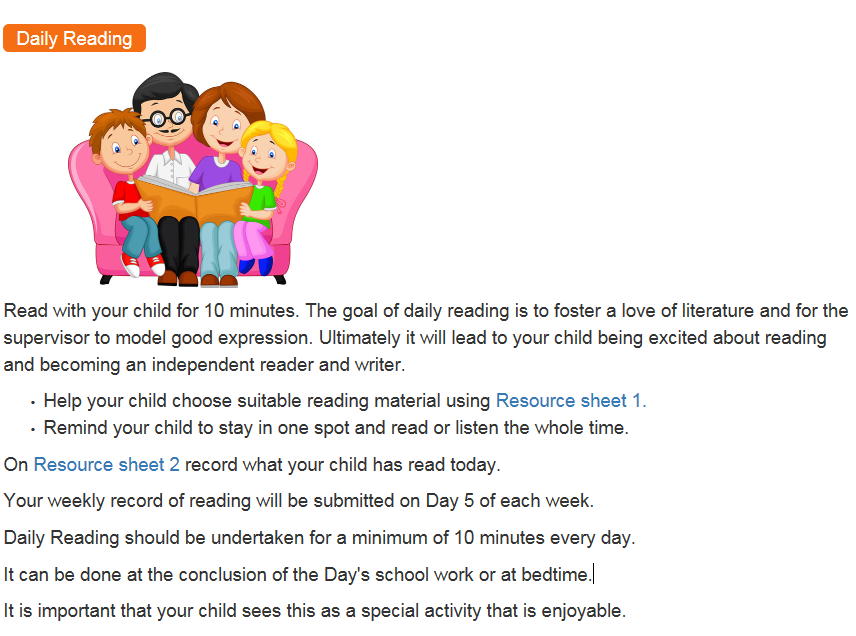 Daily Reading
Read with your child for 10 minutes. The goal of daily reading is to foster a love of literature and for the
supervisor to model good expression. Ultimately it will lead to your child being excited about reading
and becoming an independent reader and writer.
• Help your child choose suitable reading material using Resource sheet 1.
• Remind your child to stay in one spot and read or listen the whole time.
On Resource sheet 2 record what your child has read today.
Your weekly record of reading will be submitted on Day 5 of each week.
Daily Reading should be undertaken for a minimum of 10 minutes every day.
It can be done at the conclusion of the Day's school work or at bedtime.
It is important that your child sees this as a special activity that is enjoyable.